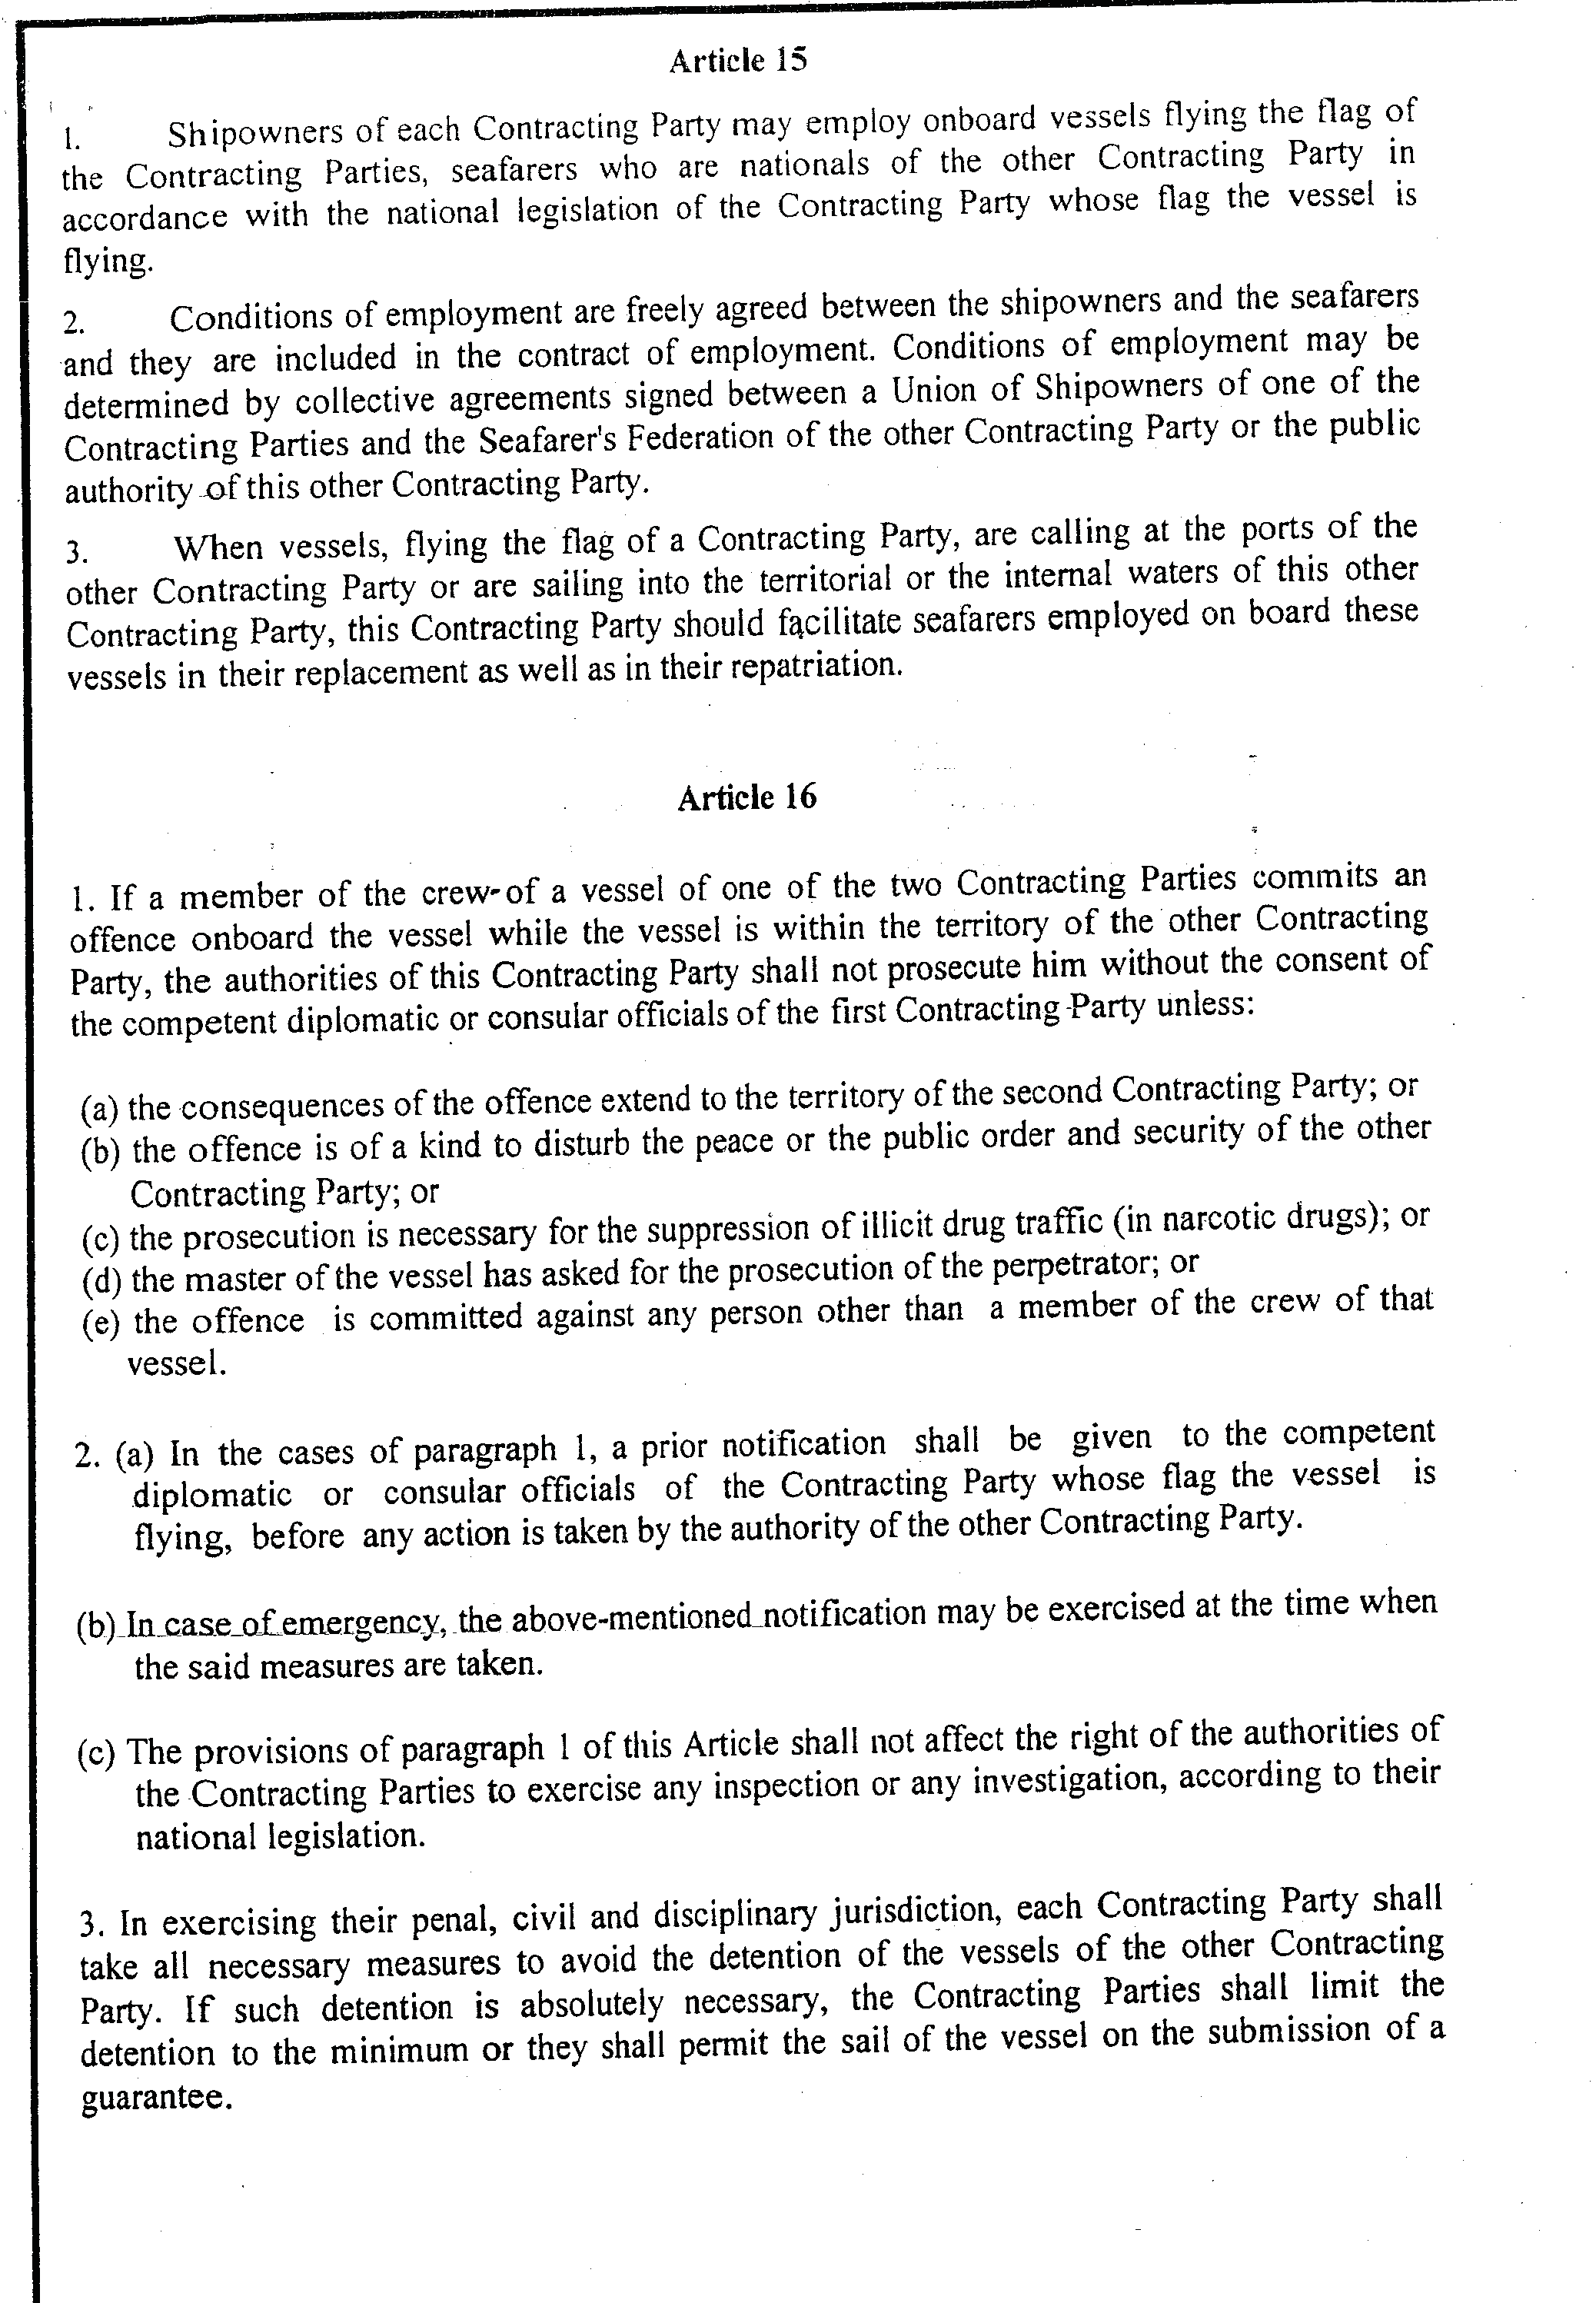 Article 15
1. Shipowners of each Contracting Party may employ onboard vessels flying the flag of
the Contracting Parties, seafarers who are nationals of the other Contracting Party in
accordance with the national legislation of the Contracting Party whose flag the vessel is
flying.
2. Conditions of employment are freely agreed between the shipowners and the seafarers
and they are included in the contract of employment. Conditions of employment may be
determined by collective agreements signed between a Union of Shipowners of one of the
Contracting Parties and the Seafarer's Federation of the other Contracting Party or the public
authority of this other Contracting Party.
3. When vessels, flying the flag of a Contracting Party, are calling at the ports of the
other Contracting Party or are sailing into the territorial or the internal waters of this other
Contracting Party, this Contracting Party should facilitate seafarers employed on board these
vessels in their replacement as well as in their repatriation.
Article 16
1. If a member of the crew of a vessel of one of the two Contracting Parties commits an
offence onboard the vessel while the vessel is within the territory of the other Contracting
Party, the authorities of this Contracting Party shall not prosecute him without the consent of
the competent diplomatic or consular officials of the first Contracting Party unless:
(a) the consequences of the offence extend to the territory of the second Contracting Party; or
(b) the offence is of a kind to disturb the peace or the public order and security of the other
Contracting Party; or
(c) the prosecution is necessary for the suppression of illicit drug traffic (in narcotic drugs); or
(d) the master of the vessel has asked for the prosecution of the perpetrator; or
(e) the offence is committed against any person other than a member of the crew of that
vessel.
2. (a) In the cases of paragraph 1, a prior notification shall be given to the competent
diplomatic or consular officials of the Contracting Party whose flag the vessel is
flying, before any action is taken by the authority of the other Contracting Party.
(b) In case of emergency, the above-mentioned notification may be exercised at the time when
the said measures are taken.
(c) The provisions of paragraph 1 of this Article shall not affect the right of the authorities of
the Contracting Parties to exercise any inspection or any investigation, according to their
national legislation.
3. In exercising their penal, civil and disciplinary jurisdiction, each Contracting Party shall
take all necessary measures to avoid the detention of the vessels of the other Contracting
Party. If such detention is absolutely necessary, the Contracting Parties shall limit the
detention to the minimum or they shall permit the sail of the vessel on the submission of a
guarantee.